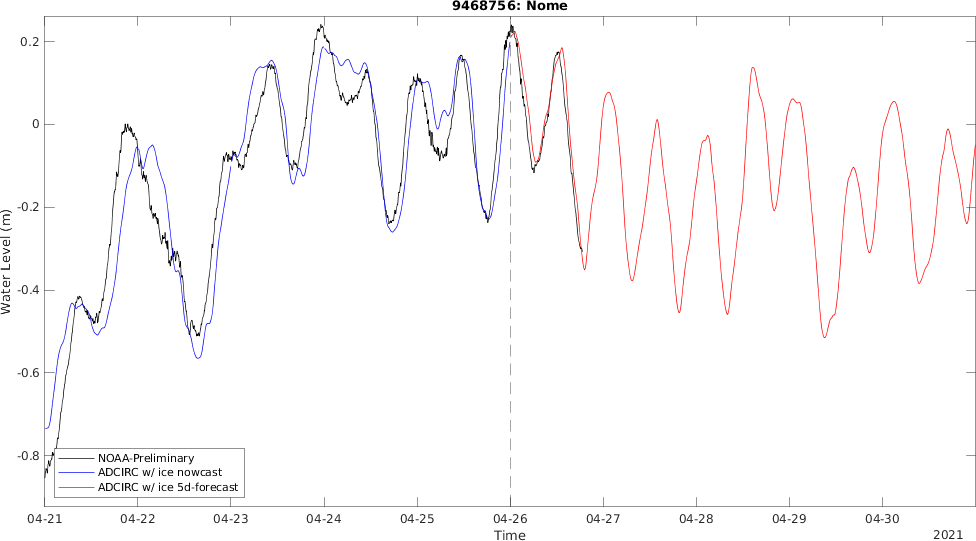 9468756: Nome
0.2
0
-0.2
-0.4
-0.6
-0.8
Water Level (m)
NOAA-Preliminary
ADCIRC w/ ice nowcast
ADCIRC w/ ice 5d-forecast
04-21 04-22 04-23 04-24 04-25 04-26 04-27 04-28 04-29 04-30
Time
2021